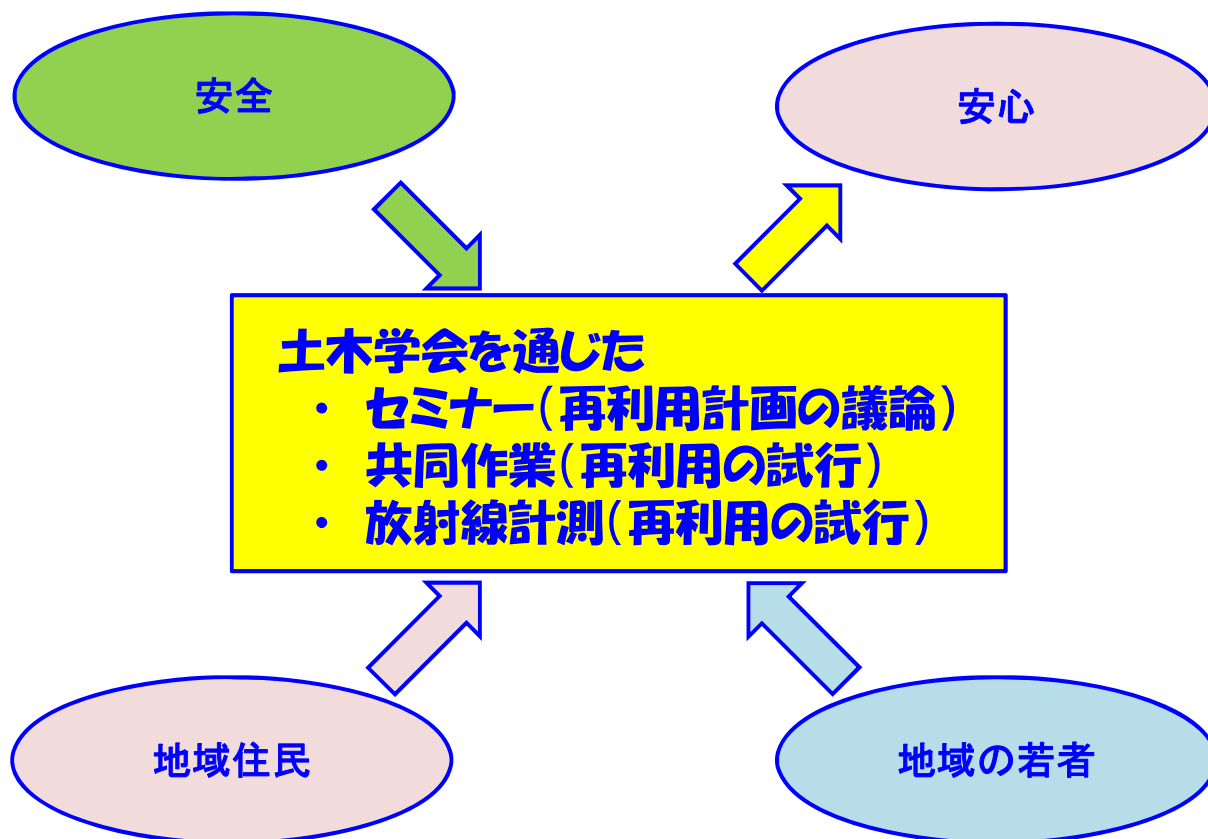 安全
安心
土木学会を通じた
・ セミナー(再利用計画の議論)
・ 共同作業(再利用の試行)
・ 放射線計測(再利用の試行)
地域住民
地域の若者